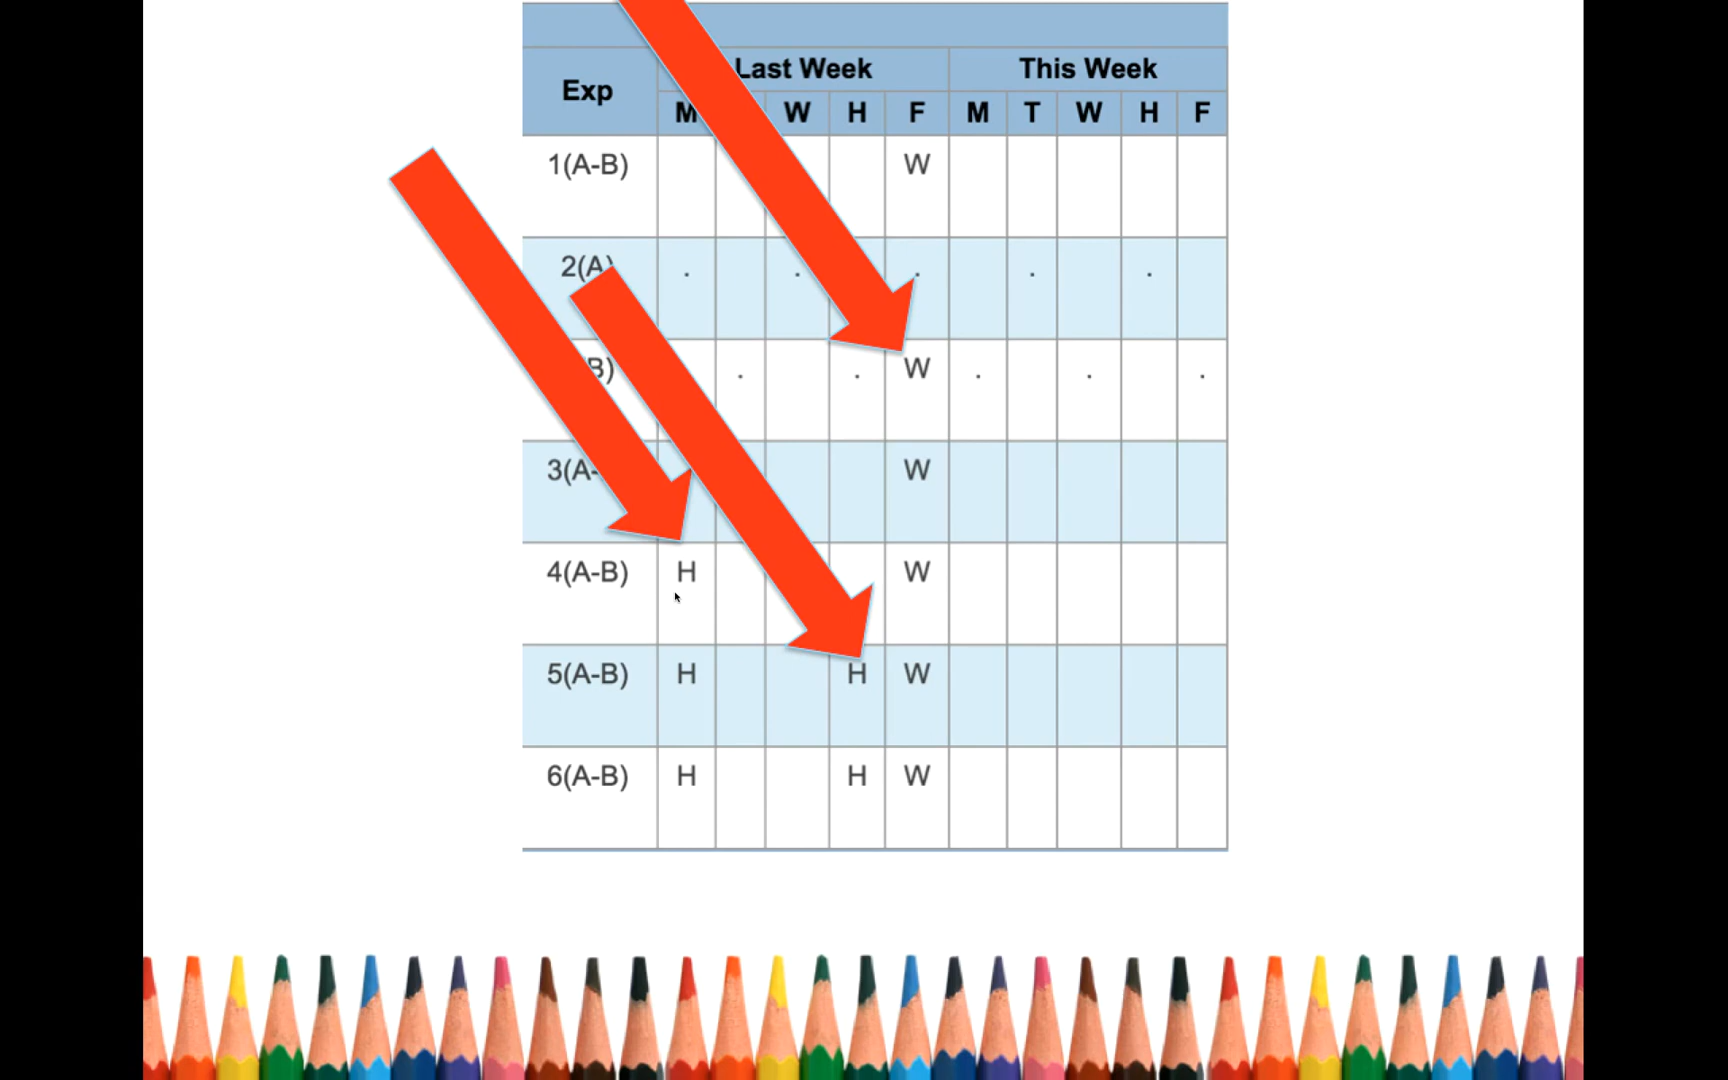 Last Week This Week
Exp
M W H F M T W H F
1(A-B) W
2(A) . . . . .
B) . . W . . .
3(A- W
4(A-B) H W
5(A-B) H H W
6(A-B) H H W